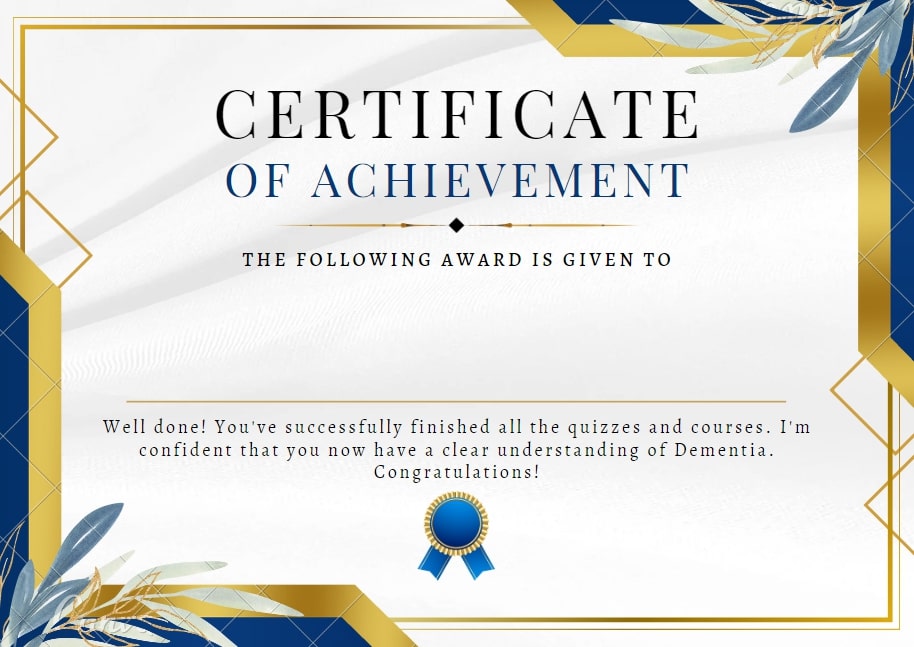 CERTIFICATE
OF ACHIEVEMENT
THE FOLLOWING AWARD IS GIVEN TO
Well done! You've successfully finished all the quizzes and courses. I'm
confident that you now have a clear understanding of Dementia.
Congratulations!